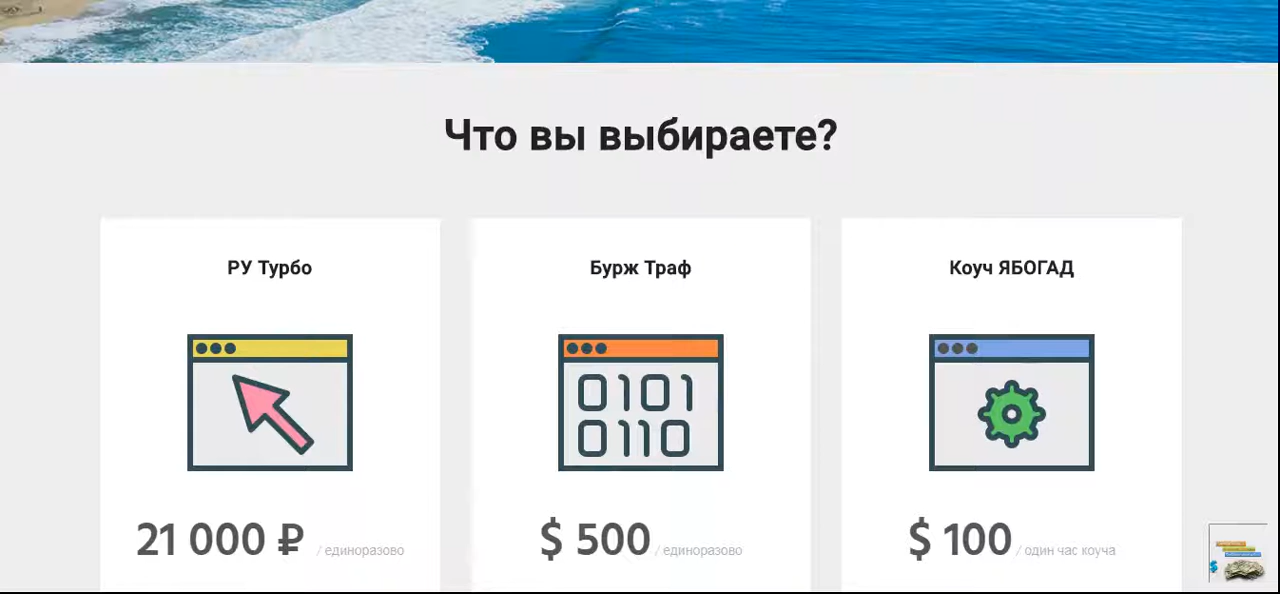 Что вы выбираете?
РУ Турбо
Бурж Траф
Коуч ЯБОГАД
0101
0110
21 000 ₽ / единоразово
$ 500 / единоразово
$ 100 / один час коуча